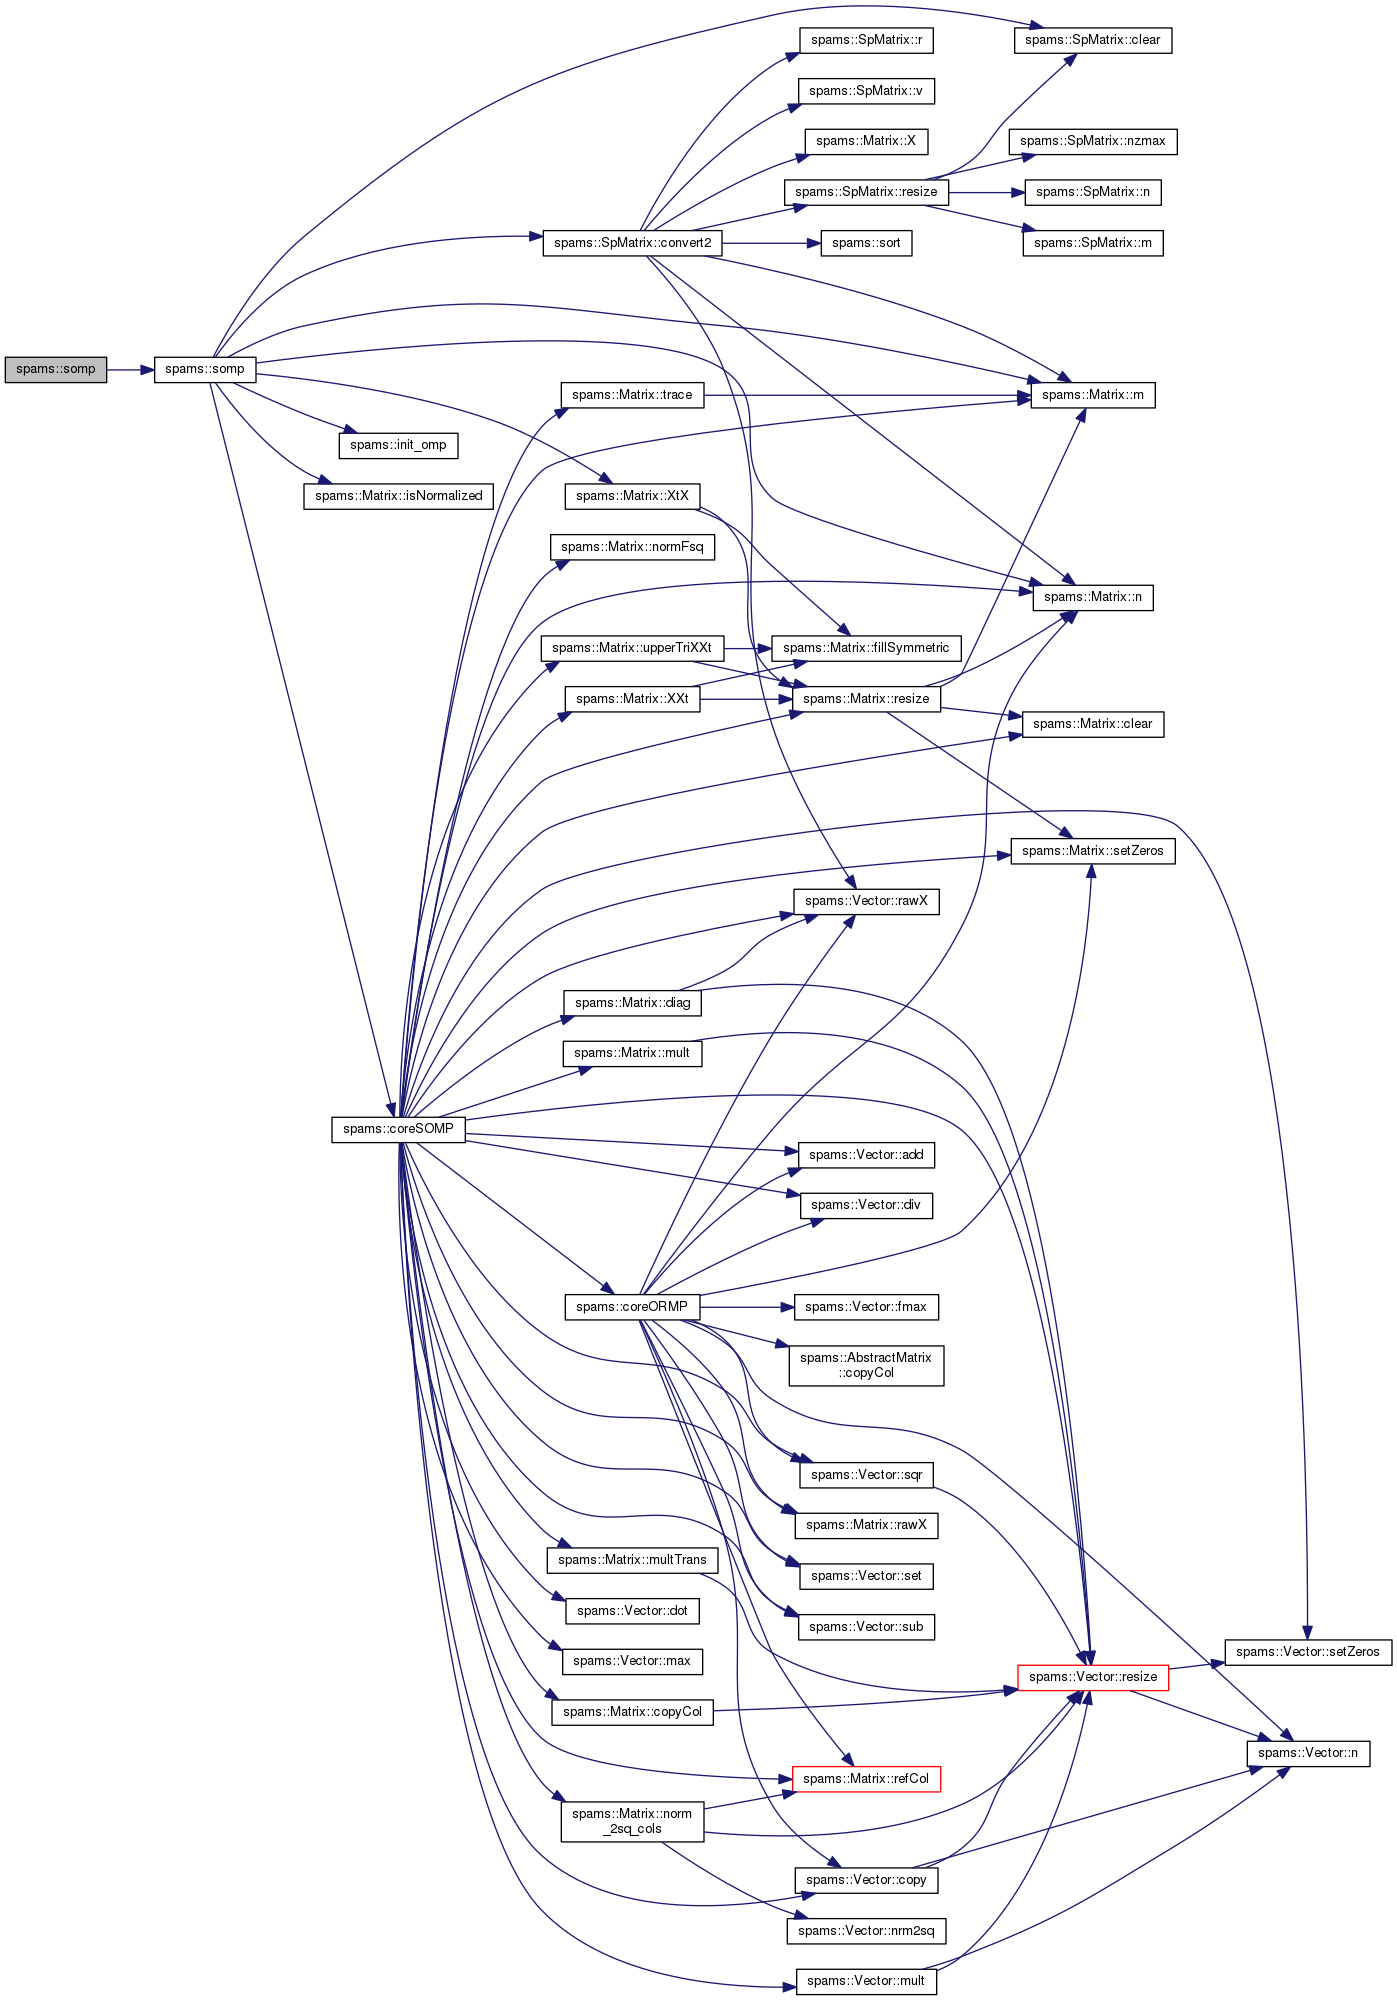 spams::SpMatrix::r
spams::SpMatrix::clear
spams::SpMatrix::v
spams::Matrix::X
spams::SpMatrix::nzmax
spams::SpMatrix::resize
spams::SpMatrix::n
spams::SpMatrix::convert2
spams::sort
spams::SpMatrix::m
spams::somp
spams::somp
spams::Matrix::trace
spams::Matrix::m
spams::init_omp
spams::Matrix::isNormalized
spams::Matrix::XtX
spams::Matrix::normFsq
spams::Matrix::n
spams::Matrix::upperTriXXt
spams::Matrix::fillSymmetric
spams::Matrix::XXt
spams::Matrix::resize
spams::Matrix::clear
spams::Matrix::setZeros
spams::Vector::rawX
spams::Matrix::diag
spams::Matrix::mult
spams::coreSOMP
spams::Vector::add
spams::Vector::div
spams::coreORMP
spams::Vector::fmax
spams::AbstractMatrix
::copyCol
spams::Vector::sqr
spams::Matrix::rawX
spams::Matrix::multTrans
spams::Vector::set
spams::Vector::dot
spams::Vector::sub
spams::Vector::max
spams::Vector::setZeros
spams::Vector::resize
spams::Matrix::copyCol
spams::Vector::n
spams::Matrix::refCol
spams::Matrix::norm
_2sq_cols
spams::Vector::copy
spams::Vector::nrm2sq
spams::Vector::mult